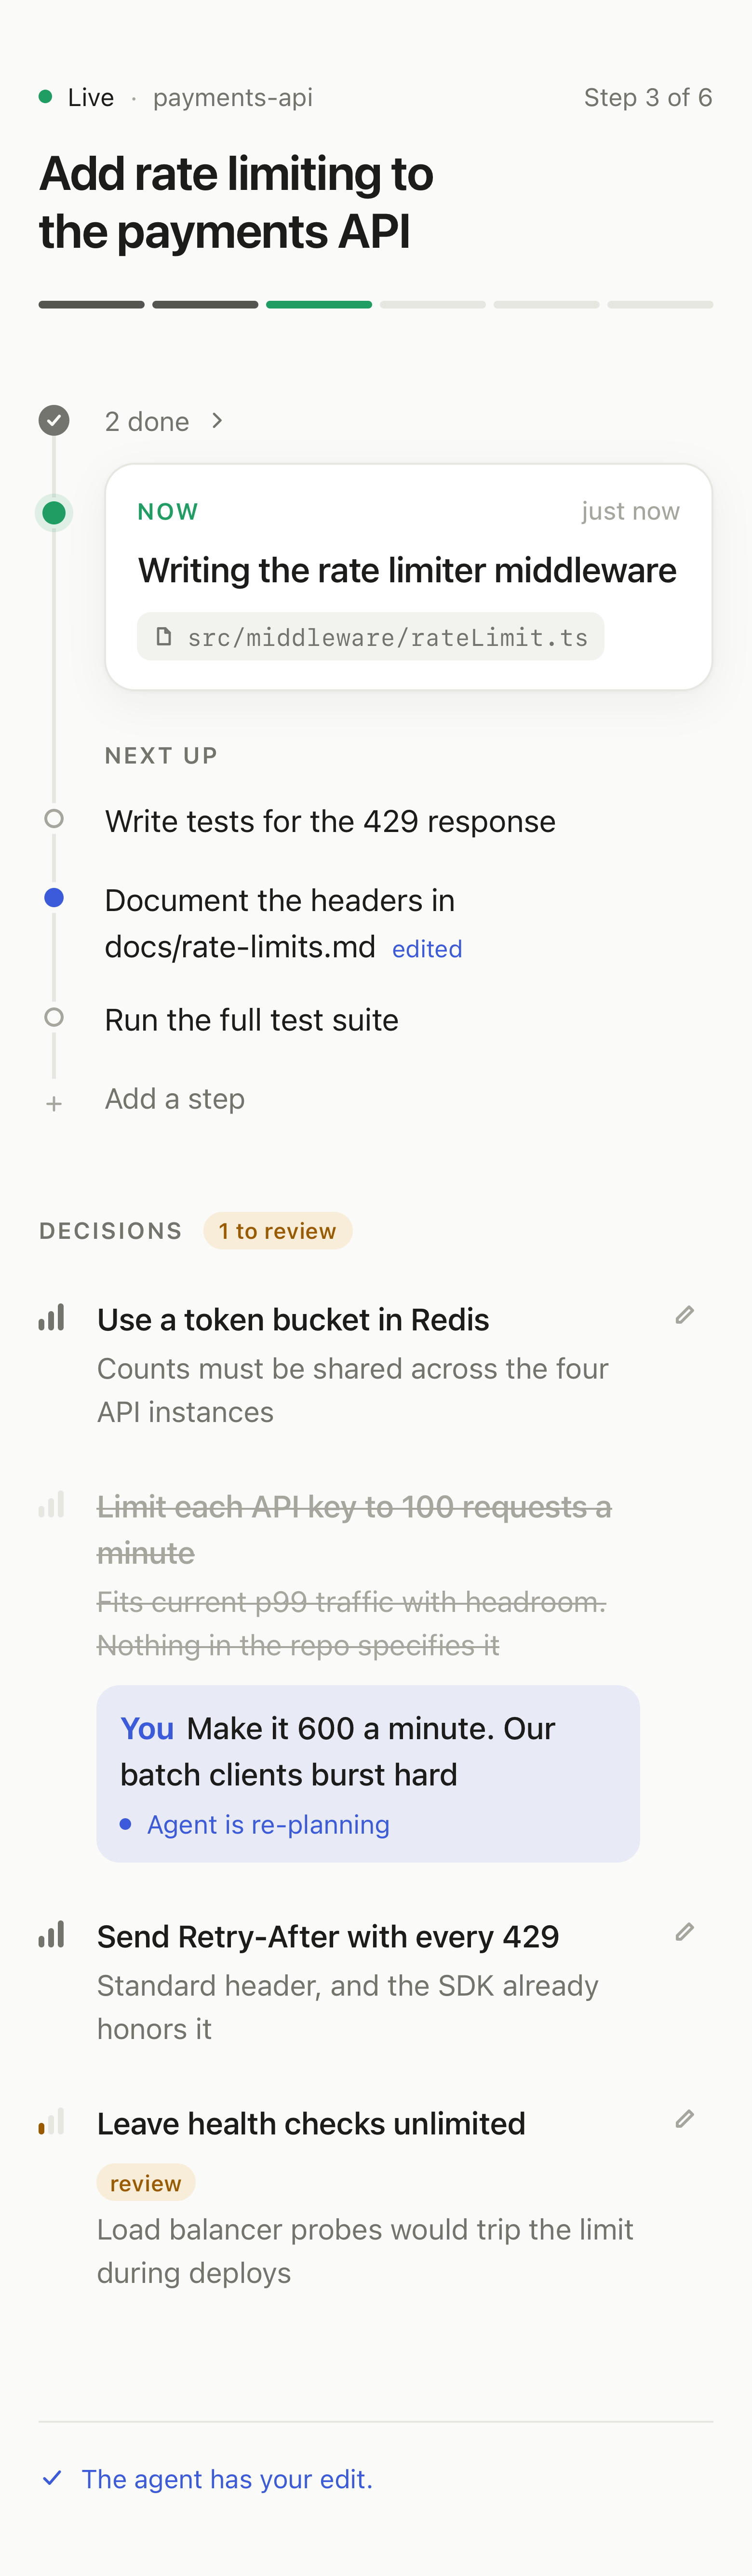 Live · payments-api
Step 3 of 6
Add rate limiting to
the payments API
2 done
NOW
just now
Writing the rate limiter middleware
src/middleware/rateLimit.ts
NEXT UP
Write tests for the 429 response
Document the headers in
docs/rate-limits.md edited
Run the full test suite
Add a step
DECISIONS
1 to review
Use a token bucket in Redis
Counts must be shared across the four
API instances
Limit each API key to 100 requests a
minute
Fits current p99 traffic with headroom.
Nothing in the repo specifies it
You Make it 600 a minute. Our
batch clients burst hard
Agent is re-planning
Send Retry-After with every 429
Standard header, and the SDK already
honors it
Leave health checks unlimited
review
Load balancer probes would trip the limit
during deploys
The agent has your edit.